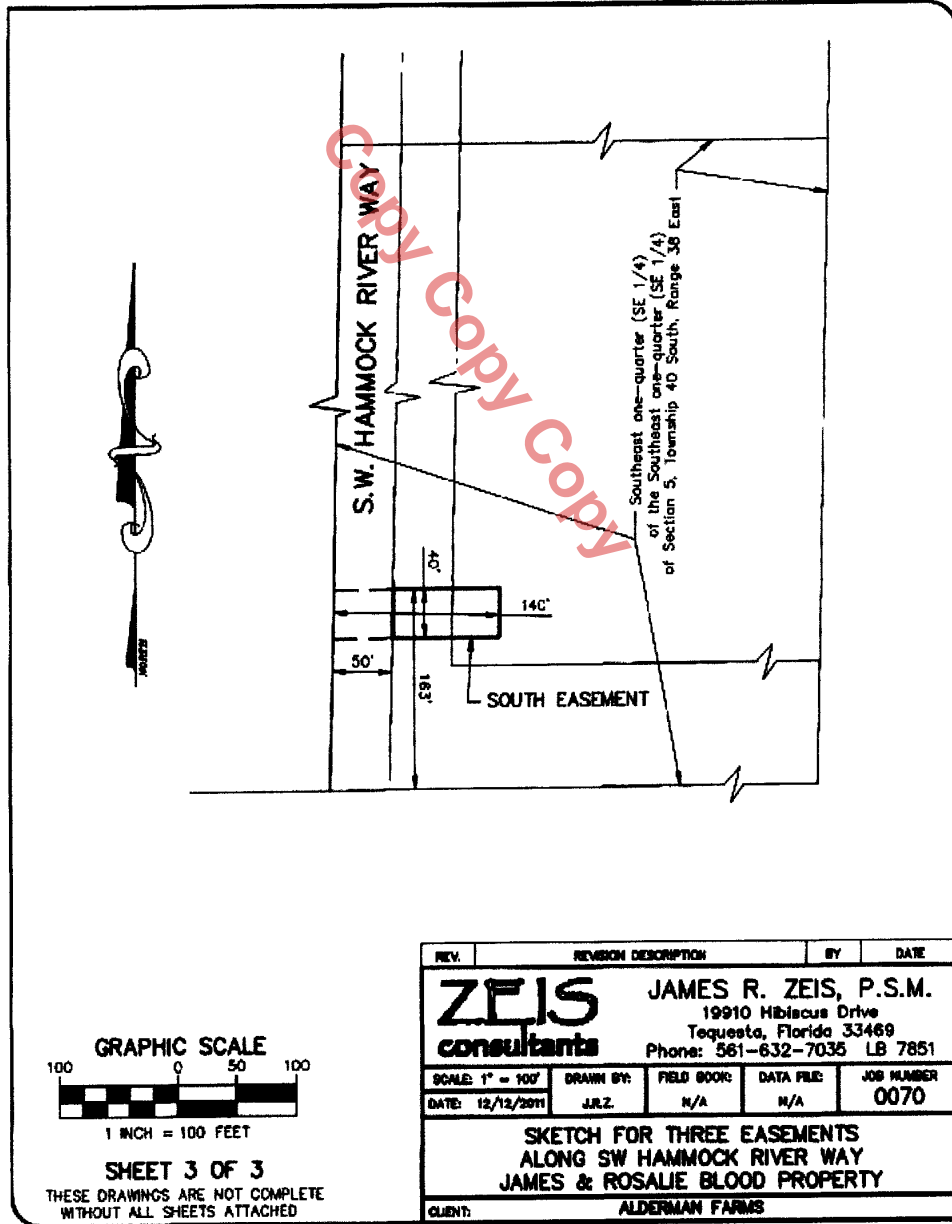 Copy Copy Copy Copy
S.W. HAMMOCK RIVER WAY
Southeast one-quarter (SE 1/4)
of the Southeast one-quarter (SE 1/4)
of Section 5, Township 40 South, Range 38 East
40'
140'
50'
163'
SOUTH EASEMENT
NORTH
REV.
REVISION DESCRIPTION
BY
DATE
ZEIS
consultants
JAMES R. ZEIS, P.S.M.
19910 Hibiscus Drive
Tequesta, Florida 33469
Phone: 561-632-7035 LB 7851
SCALE: 1" = 100'
DATE: 12/12/2011
DRAWN BY:
J.R.Z.
FIELD BOOK:
N/A
DATA FILE:
N/A
JOB NUMBER
0070
SKETCH FOR THREE EASEMENTS
ALONG SW HAMMOCK RIVER WAY
JAMES & ROSALIE BLOOD PROPERTY
CLIENT: ALDERMAN FARMS
GRAPHIC SCALE
100 0 50 100
1 INCH = 100 FEET
SHEET 3 OF 3
THESE DRAWINGS ARE NOT COMPLETE
WITHOUT ALL SHEETS ATTACHED